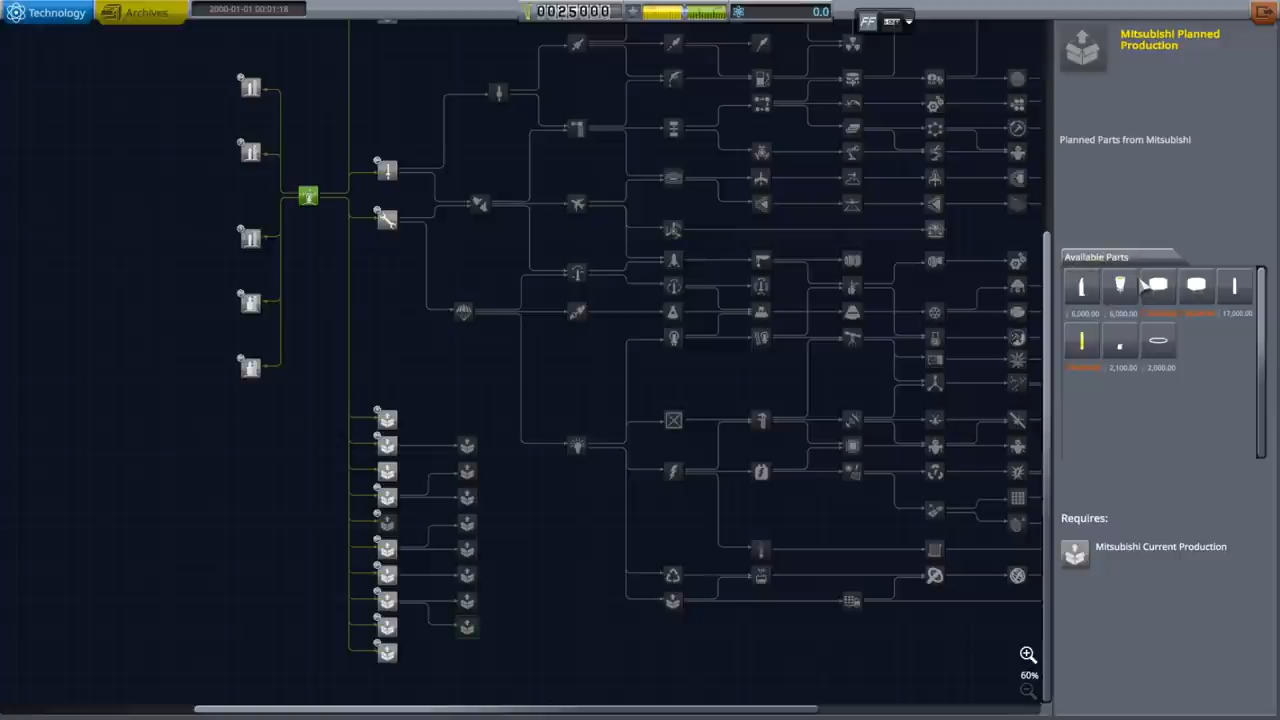 Technology
Archives
2000-01-01 00:01:18
0025000
0.0
FF
Mitsubishi Planned
Production
Planned Parts from Mitsubishi
Available Parts
6,000.00
6,000.00
17,000.00
2,100.00
2,000.00
Requires:
Mitsubishi Current Production
60%